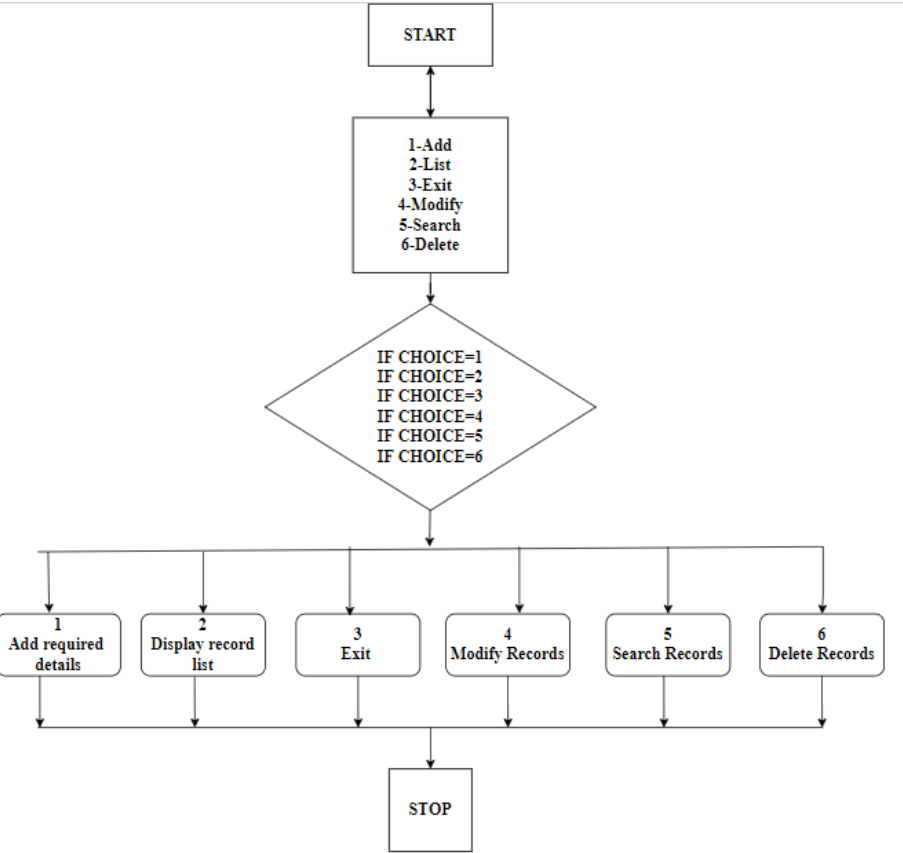 START
1-Add
2-List
3-Exit
4-Modify
5-Search
6-Delete
IF CHOICE=1
IF CHOICE=2
IF CHOICE=3
IF CHOICE=4
IF CHOICE=5
IF CHOICE=6
1
Add required
details
2
Display record
list
3
Exit
4
Modify Records
5
Search Records
6
Delete Records
STOP